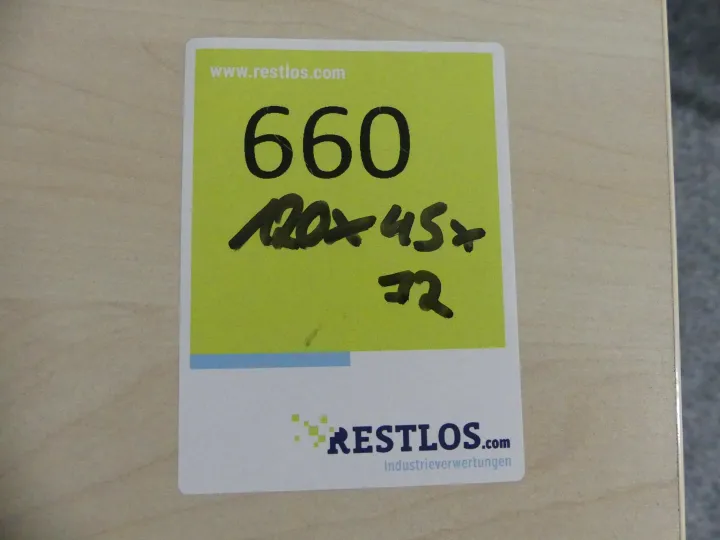 www.restlos.com
660
120x45x
72
RESTLOS.com
Industrieverwertungen